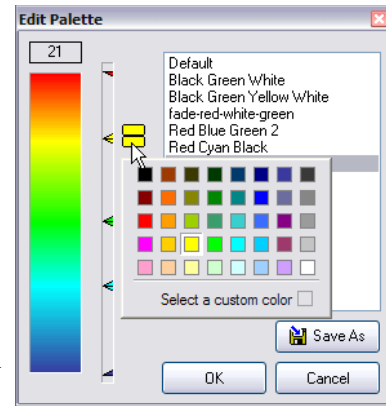 Edit Palette
21
Default
Black Green White
Black Green Yellow White
fade-red-white-green
Red Blue Green 2
Red Cyan Black
Select a custom color
Save As
OK
Cancel